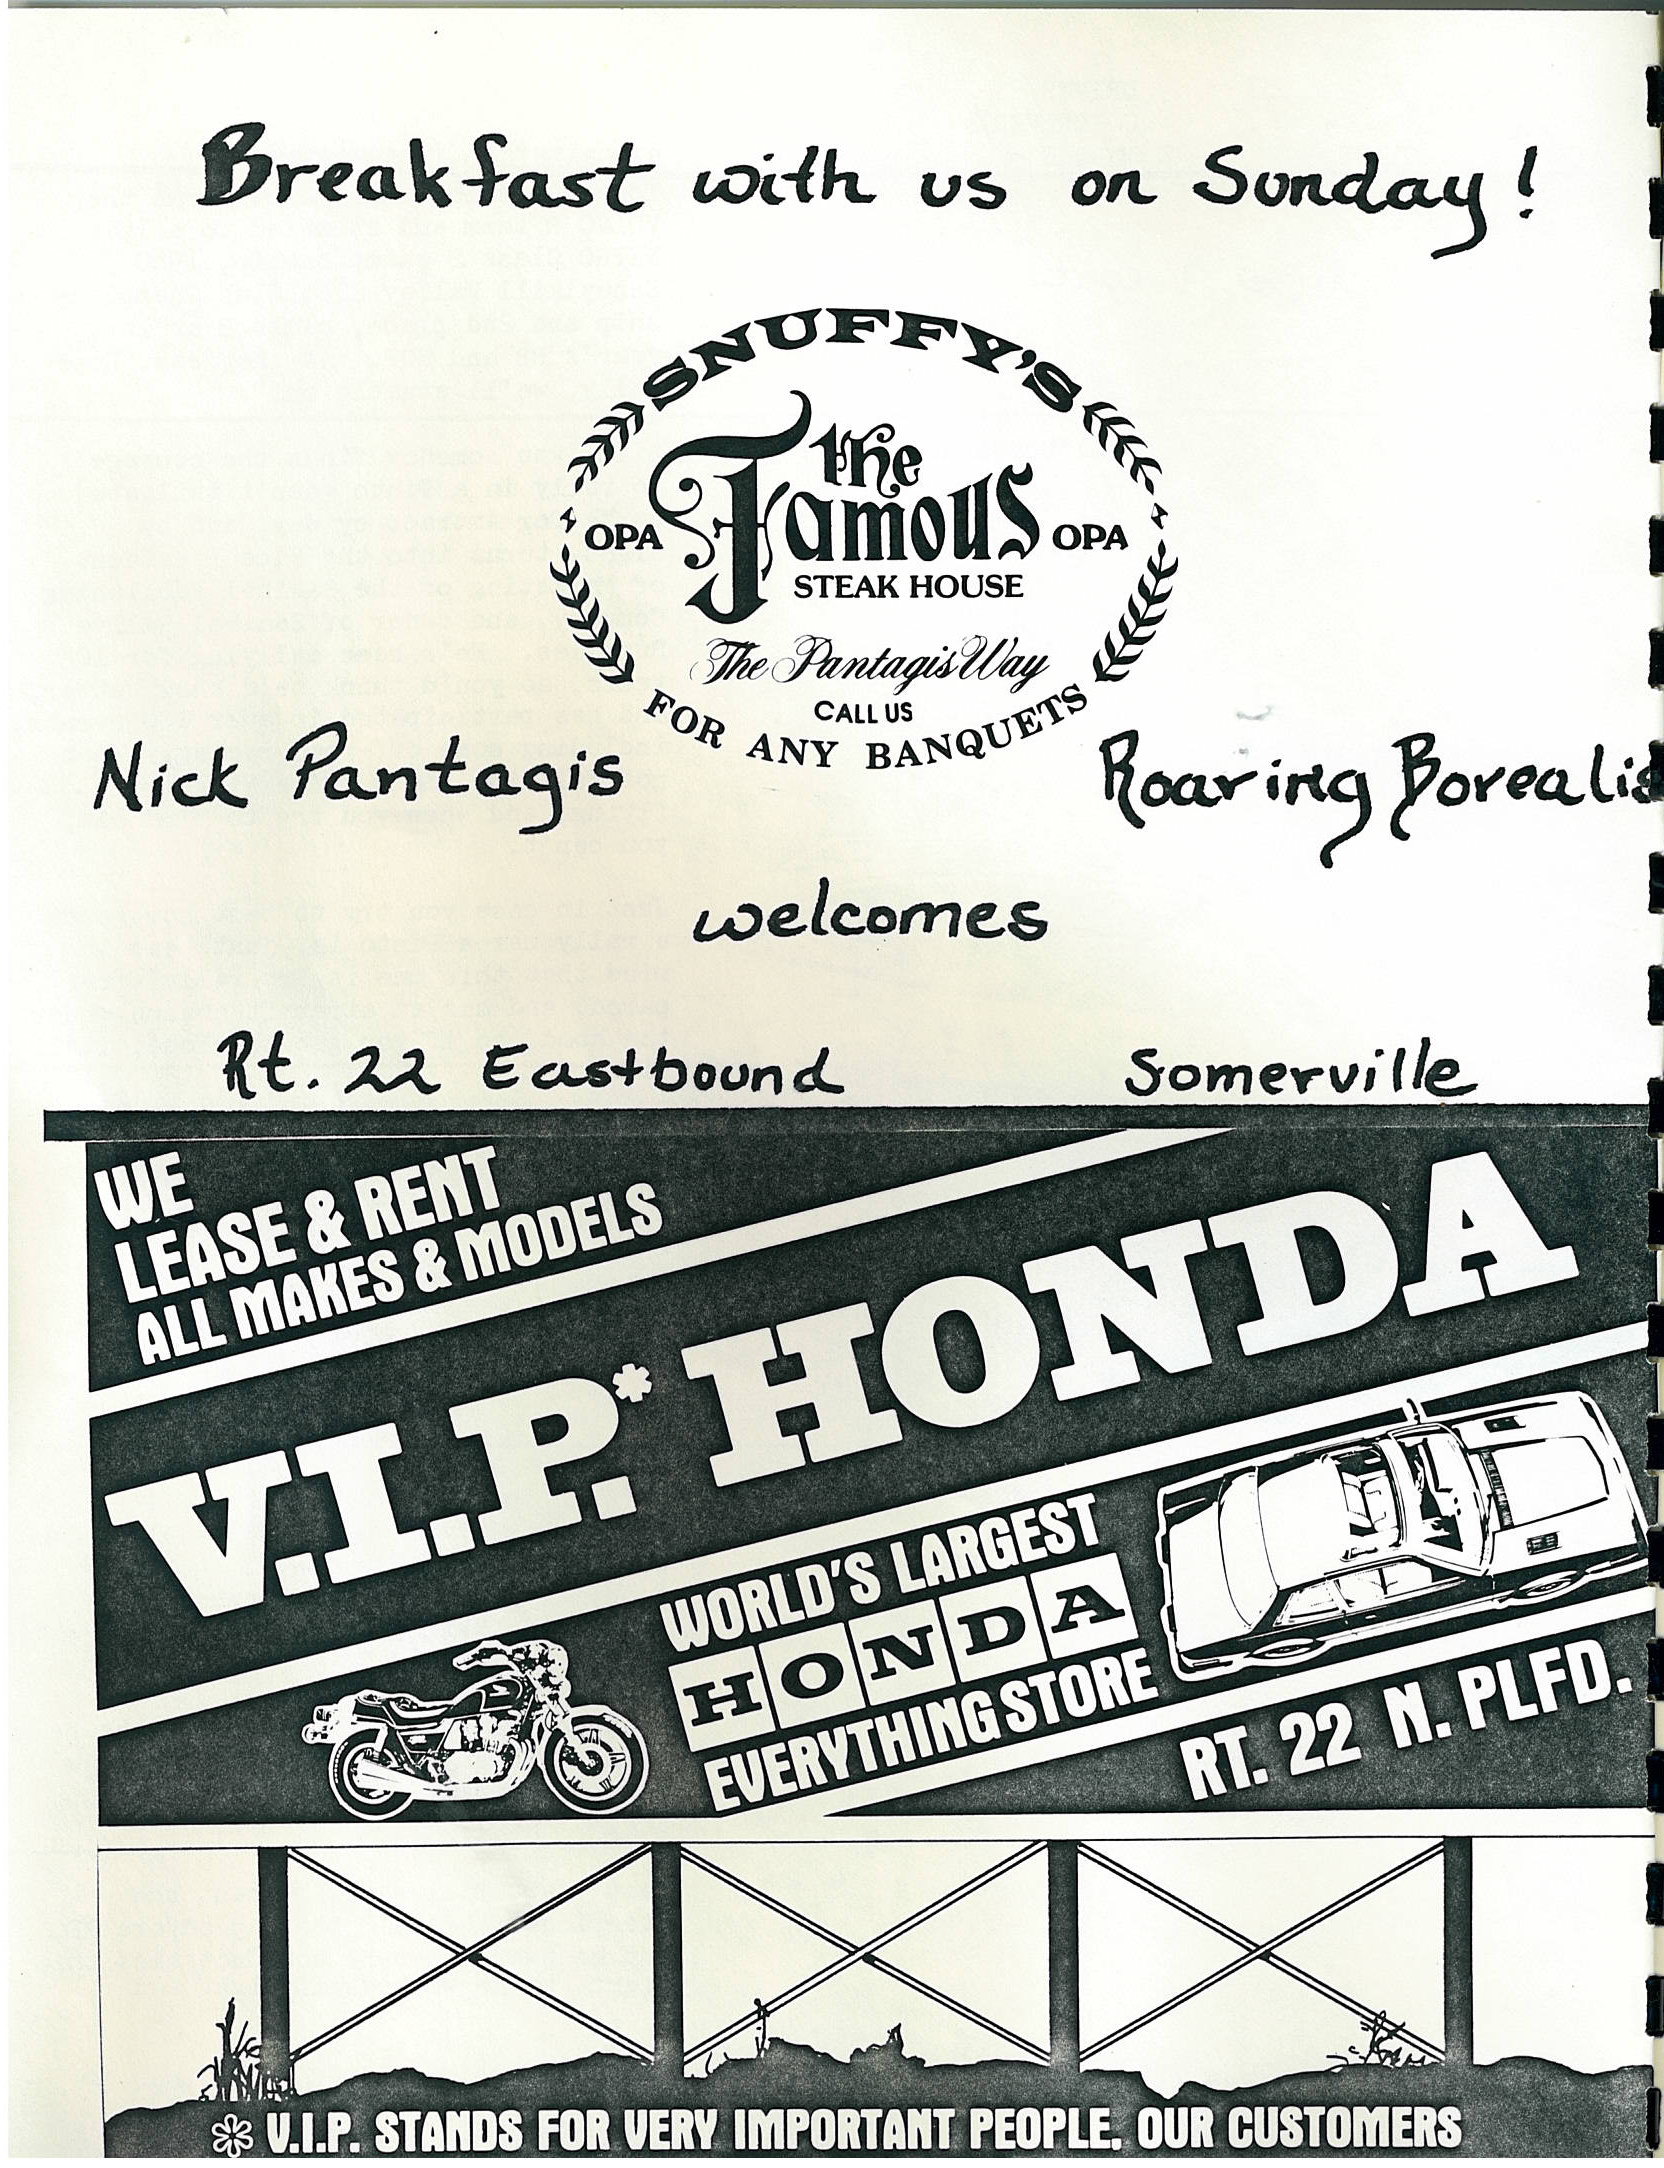 Breakfast with us on Sunday!
SNUFFY'S
the
Famous
OPA OPA
STEAK HOUSE
The Pantagis Way
CALL US
FOR ANY BANQUETS
Nick Pantagis Roaring Borealis
welcomes
Rt. 22 Eastbound Somerville
WE
LEASE & RENT
ALL MAKES & MODELS
V.I.P.* HONDA
WORLD'S LARGEST
HONDA
EVERYTHING STORE
RT. 22 N. PLFD.
* V.I.P. STANDS FOR VERY IMPORTANT PEOPLE. OUR CUSTOMERS